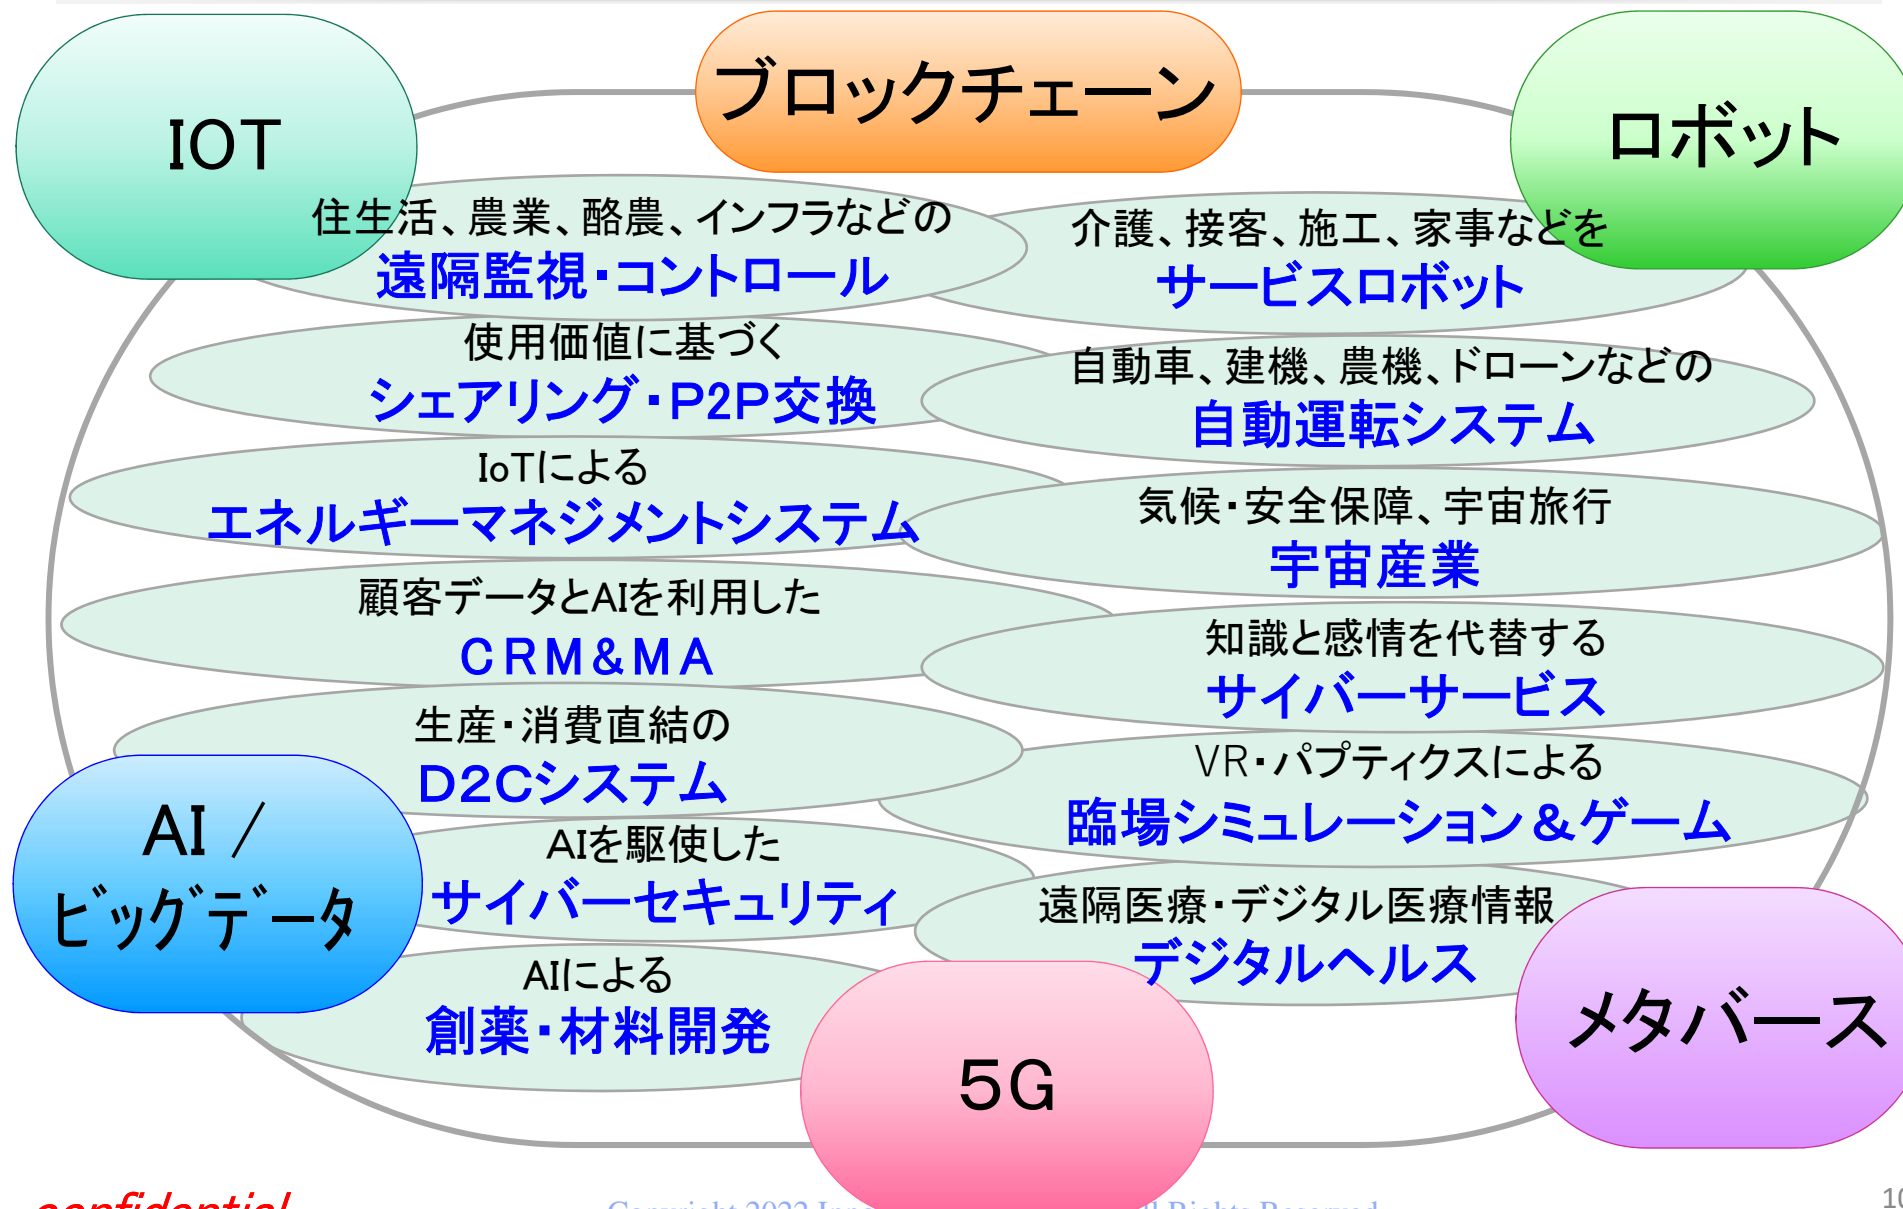 IOT
ブロックチェーン
ロボット
住生活、農業、酪農、インフラなどの
遠隔監視・コントロール
介護、接客、施工、家事などを
サービスロボット
使用価値に基づく
シェアリング・P2P交換
自動車、建機、農機、ドローンなどの
自動運転システム
IoTによる
エネルギーマネジメントシステム
気候・安全保障、宇宙旅行
宇宙産業
顧客データとAIを利用した
CRM&MA
知識と感情を代替する
サイバーサービス
生産・消費直結の
D2Cシステム
VR・パプティクスによる
臨場シミュレーション&ゲーム
AI /
ビッグデータ
AIを駆使した
サイバーセキュリティ
遠隔医療・デジタル医療情報
デジタルヘルス
AIによる
創薬・材料開発
5G
メタバース
confidential
Copyright 2022
Rights Reserved